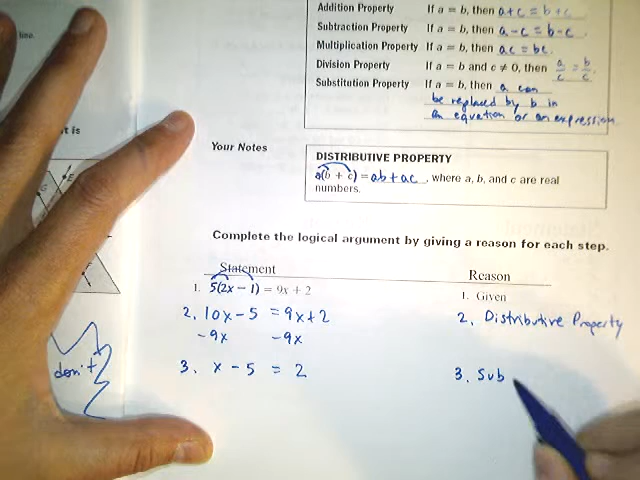 Addition Property If a = b, then a+c = b+c.
Subtraction Property If a = b, then a-c = b-c.
Multiplication Property If a = b, then ac = bc.
Division Property If a = b and c ≠ 0, then a/c = b/c.
Substitution Property If a = b, then a can
be replaced by b in
an equation or an expression.
line.
t is
E
G
Your Notes
DISTRIBUTIVE PROPERTY
a(b + c) = ab+ac , where a, b, and c are real
numbers.
Complete the logical argument by giving a reason for each step.
Statement Reason
1. 5(2x - 1) = 9x + 2 1. Given
2. 10x - 5 = 9x + 2 2. Distributive Property
-9x -9x
3. x - 5 = 2 3. Sub
don't